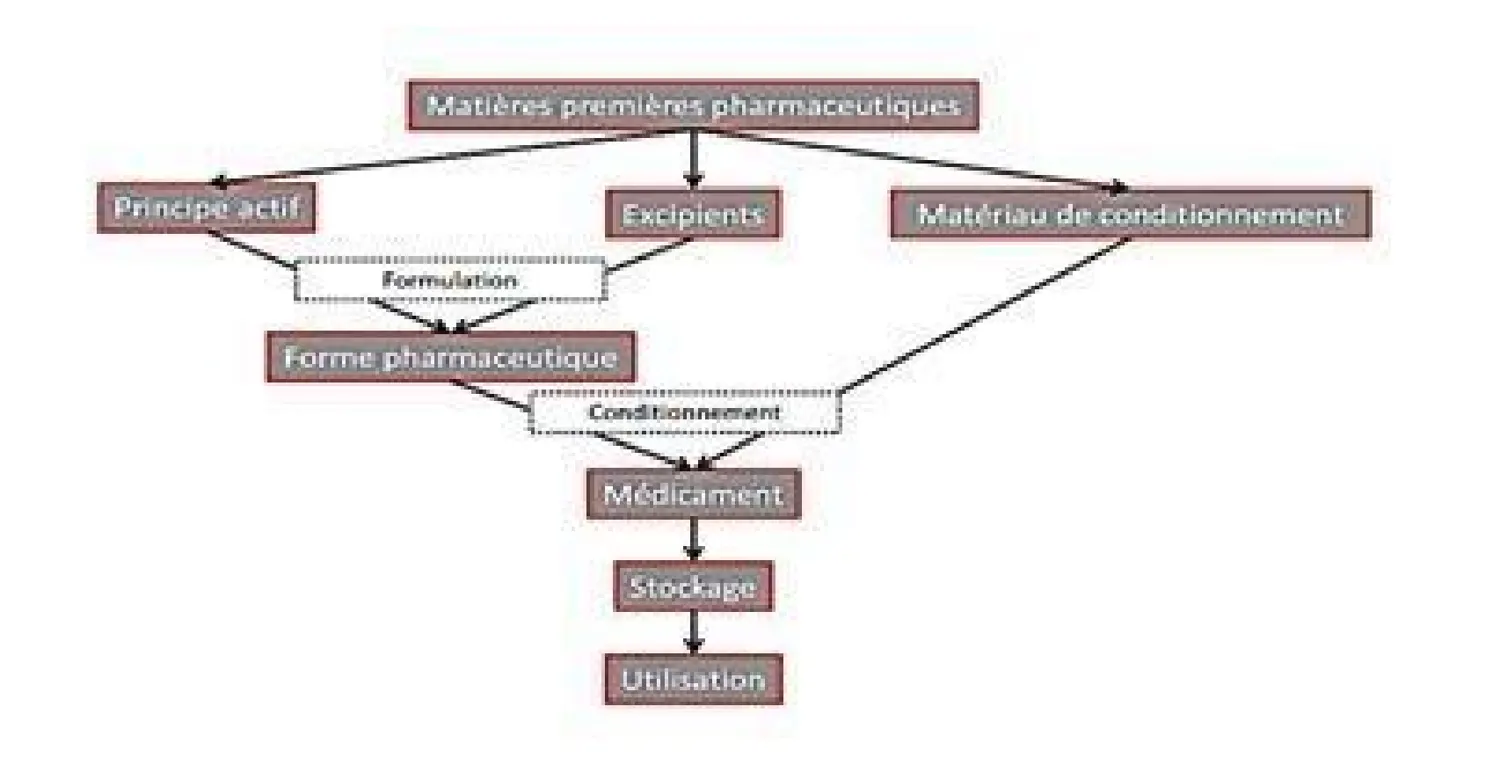 Matières premières pharmaceutiques
Principe actif
Excipients
Matériau de conditionnement
Formulation
Forme pharmaceutique
Conditionnement
Médicament
Stockage
Utilisation